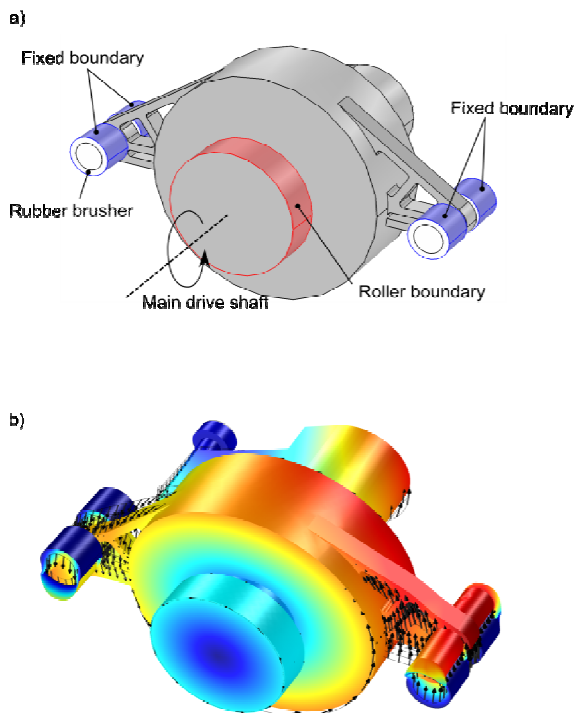 a)
Fixed boundary
Fixed boundary
Rubber brusher
Roller boundary
Main drive shaft
b)